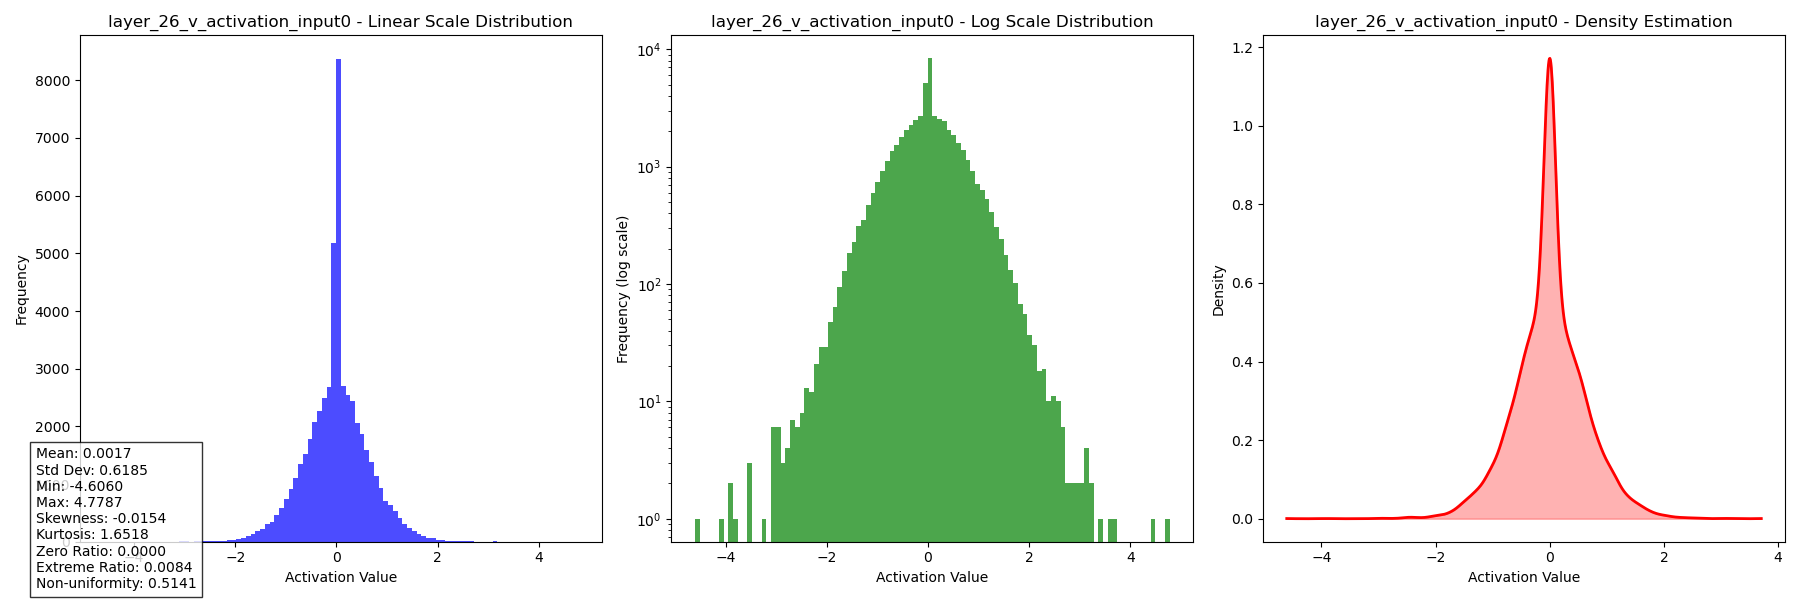 layer_26_v_activation_input0 - Linear Scale Distribution
8000
7000
6000
5000
4000
3000
2000
Frequency
−2
0
2
4
Activation Value
Mean: 0.0017
Std Dev: 0.6185
Min: -4.6060
Max: 4.7787
Skewness: -0.0154
Kurtosis: 1.6518
Zero Ratio: 0.0000
Extreme Ratio: 0.0084
Non-uniformity: 0.5141
layer_26_v_activation_input0 - Log Scale Distribution
10⁴
10³
10²
10¹
10⁰
Frequency (log scale)
−4
−2
0
2
4
Activation Value
layer_26_v_activation_input0 - Density Estimation
1.2
1.0
0.8
0.6
0.4
0.2
0.0
Density
−4
−2
0
2
4
Activation Value